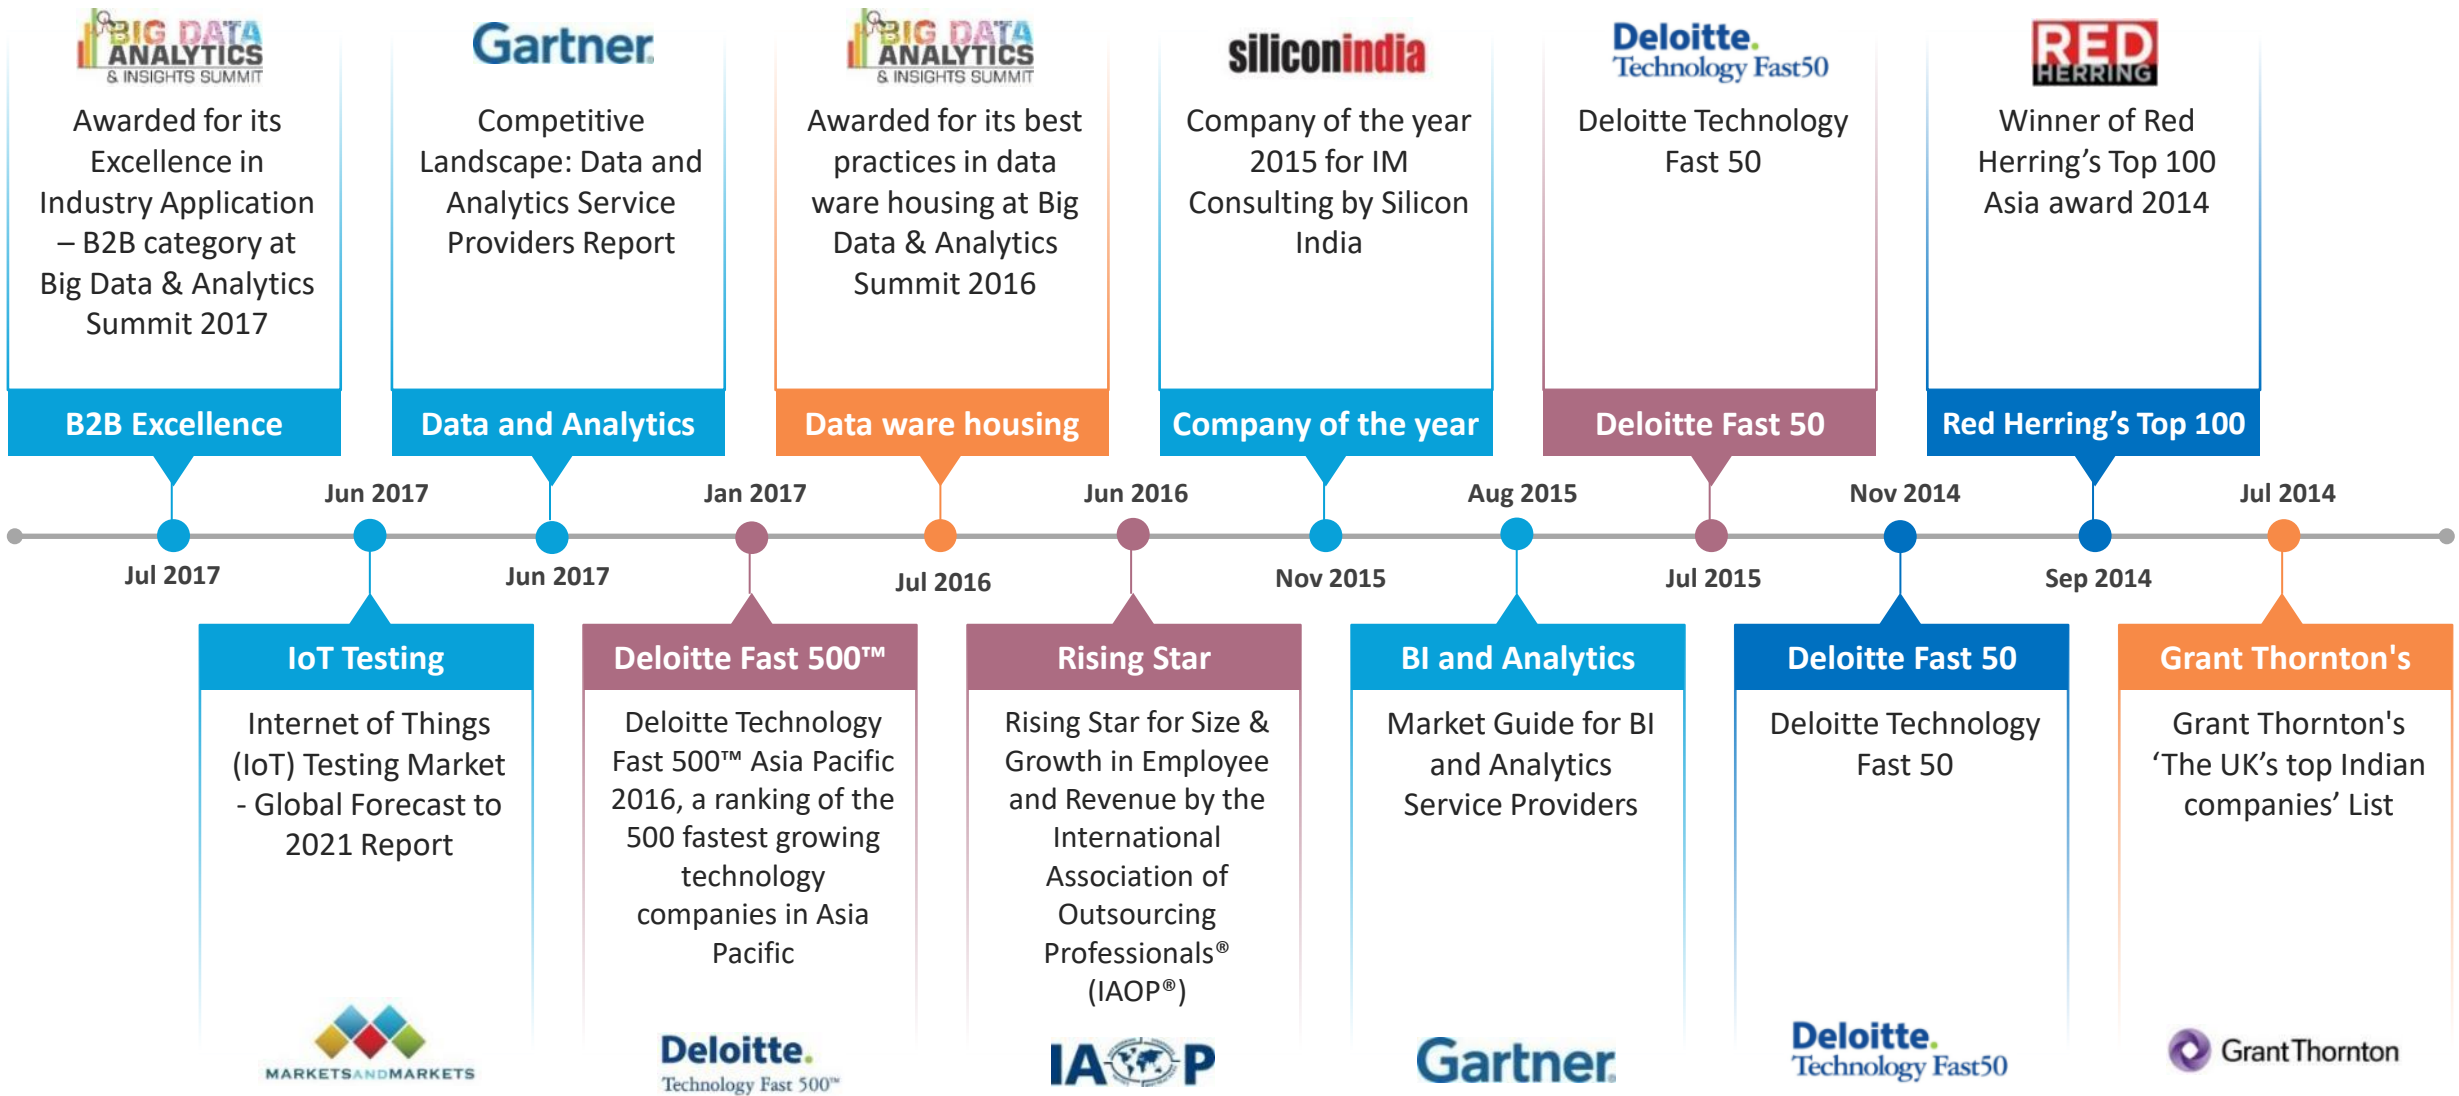 BIG DATA
ANALYTICS
& INSIGHTS SUMMIT
Awarded for its
Excellence in
Industry Application
– B2B category at
Big Data & Analytics
Summit 2017
B2B Excellence
Jul 2017
Jun 2017
IoT Testing
Internet of Things
(IoT) Testing Market
- Global Forecast to
2021 Report
MARKETSANDMARKETS
Gartner®
Competitive
Landscape: Data and
Analytics Service
Providers Report
Data and Analytics
Jun 2017
Jan 2017
Deloitte Fast 500™
Deloitte Technology
Fast 500™ Asia Pacific
2016, a ranking of the
500 fastest growing
technology
companies in Asia
Pacific
Deloitte.
Technology Fast 500™
BIG DATA
ANALYTICS
& INSIGHTS SUMMIT
Awarded for its best
practices in data
ware housing at Big
Data & Analytics
Summit 2016
Data ware housing
Jul 2016
Jun 2016
Rising Star
Rising Star for Size &
Growth in Employee
and Revenue by the
International
Association of
Outsourcing
Professionals®
(IAOP®)
IAOP
siliconindia
Company of the year
2015 for IM
Consulting by Silicon
India
Company of the year
Nov 2015
Aug 2015
BI and Analytics
Market Guide for BI
and Analytics
Service Providers
Gartner®
Deloitte.
Technology Fast50
Deloitte Technology
Fast 50
Deloitte Fast 50
Jul 2015
Nov 2014
Deloitte Fast 50
Deloitte Technology
Fast 50
Deloitte.
Technology Fast50
RED
HERRING
Winner of Red
Herring’s Top 100
Asia award 2014
Red Herring’s Top 100
Sep 2014
Jul 2014
Grant Thornton's
Grant Thornton's
‘The UK’s top Indian
companies’ List
Grant Thornton